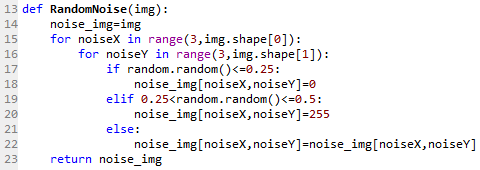 13 def RandomNoise(img):
14     noise_img=img
15     for noiseX in range(3,img.shape[0]):
16         for noiseY in range(3,img.shape[1]):
17             if random.random()<=0.25:
18                 noise_img[noiseX,noiseY]=0
19             elif 0.25<random.random()<=0.5:
20                 noise_img[noiseX,noiseY]=255
21             else:
22                 noise_img[noiseX,noiseY]=noise_img[noiseX,noiseY]
23     return noise_img